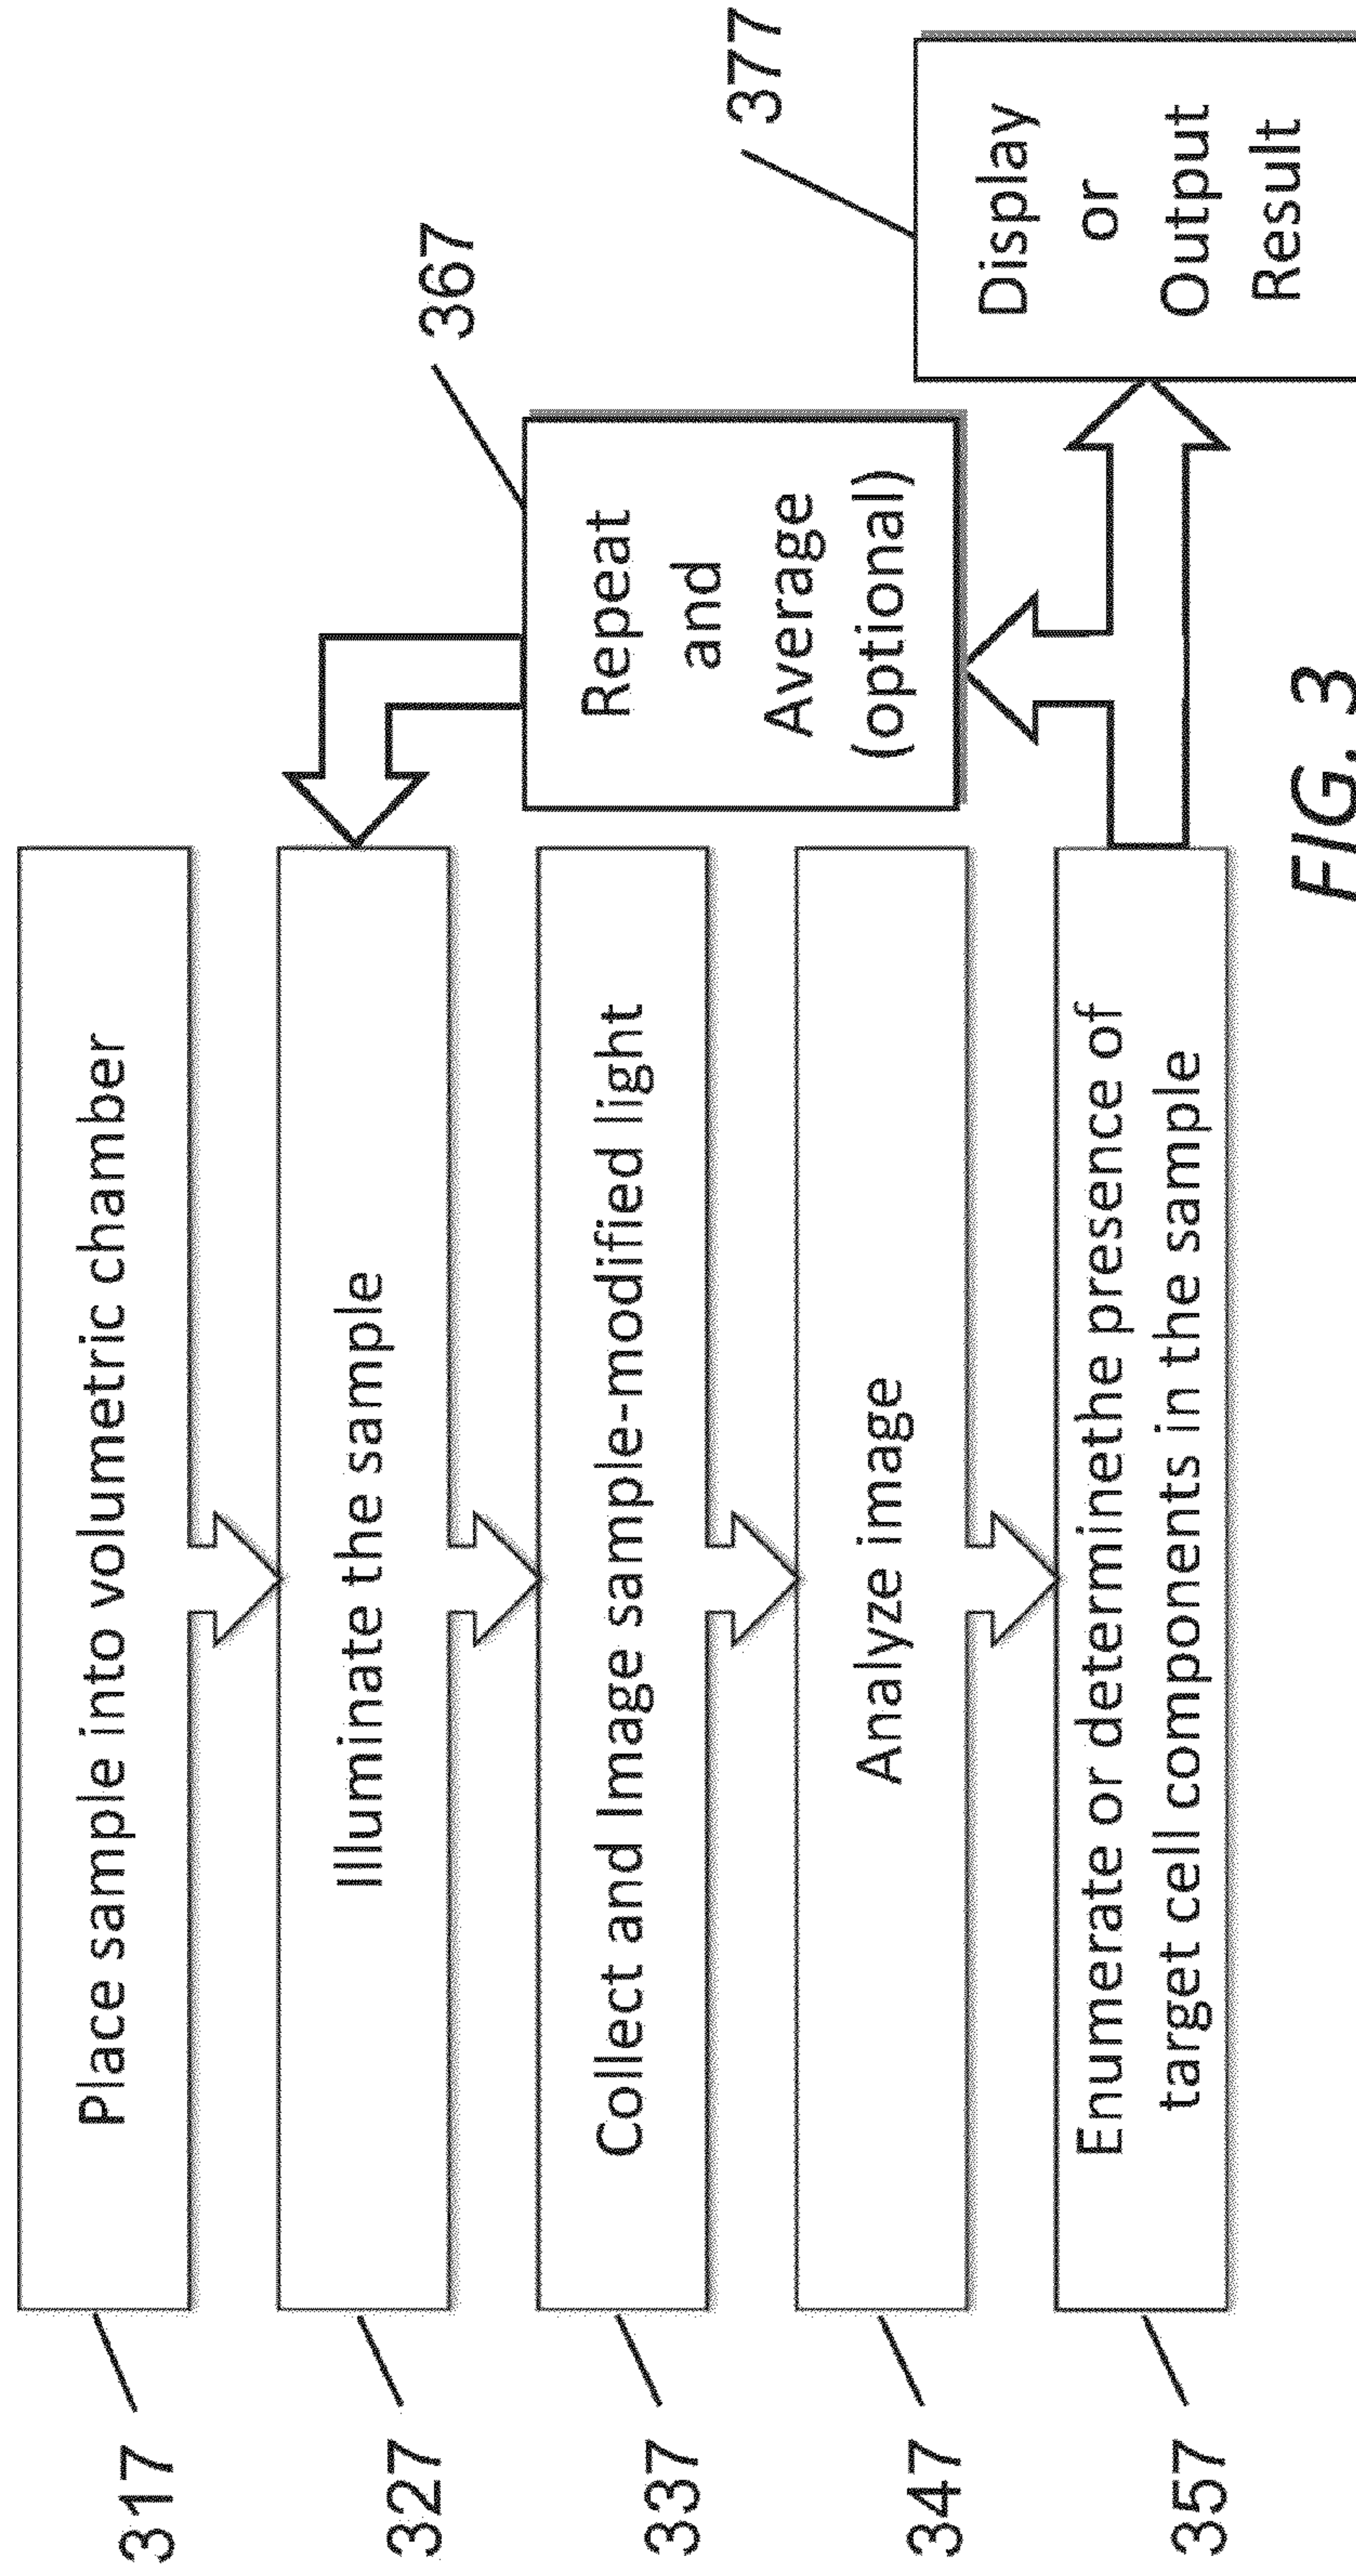 317
Place sample into volumetric chamber
327
Illuminate the sample
337
Collect and Image sample-modified light
347
Analyze image
357
Enumerate or determinethe presence of
target cell components in the sample
367
Repeat
and
Average
(optional)
377
Display
or
Output
Result
FIG. 3